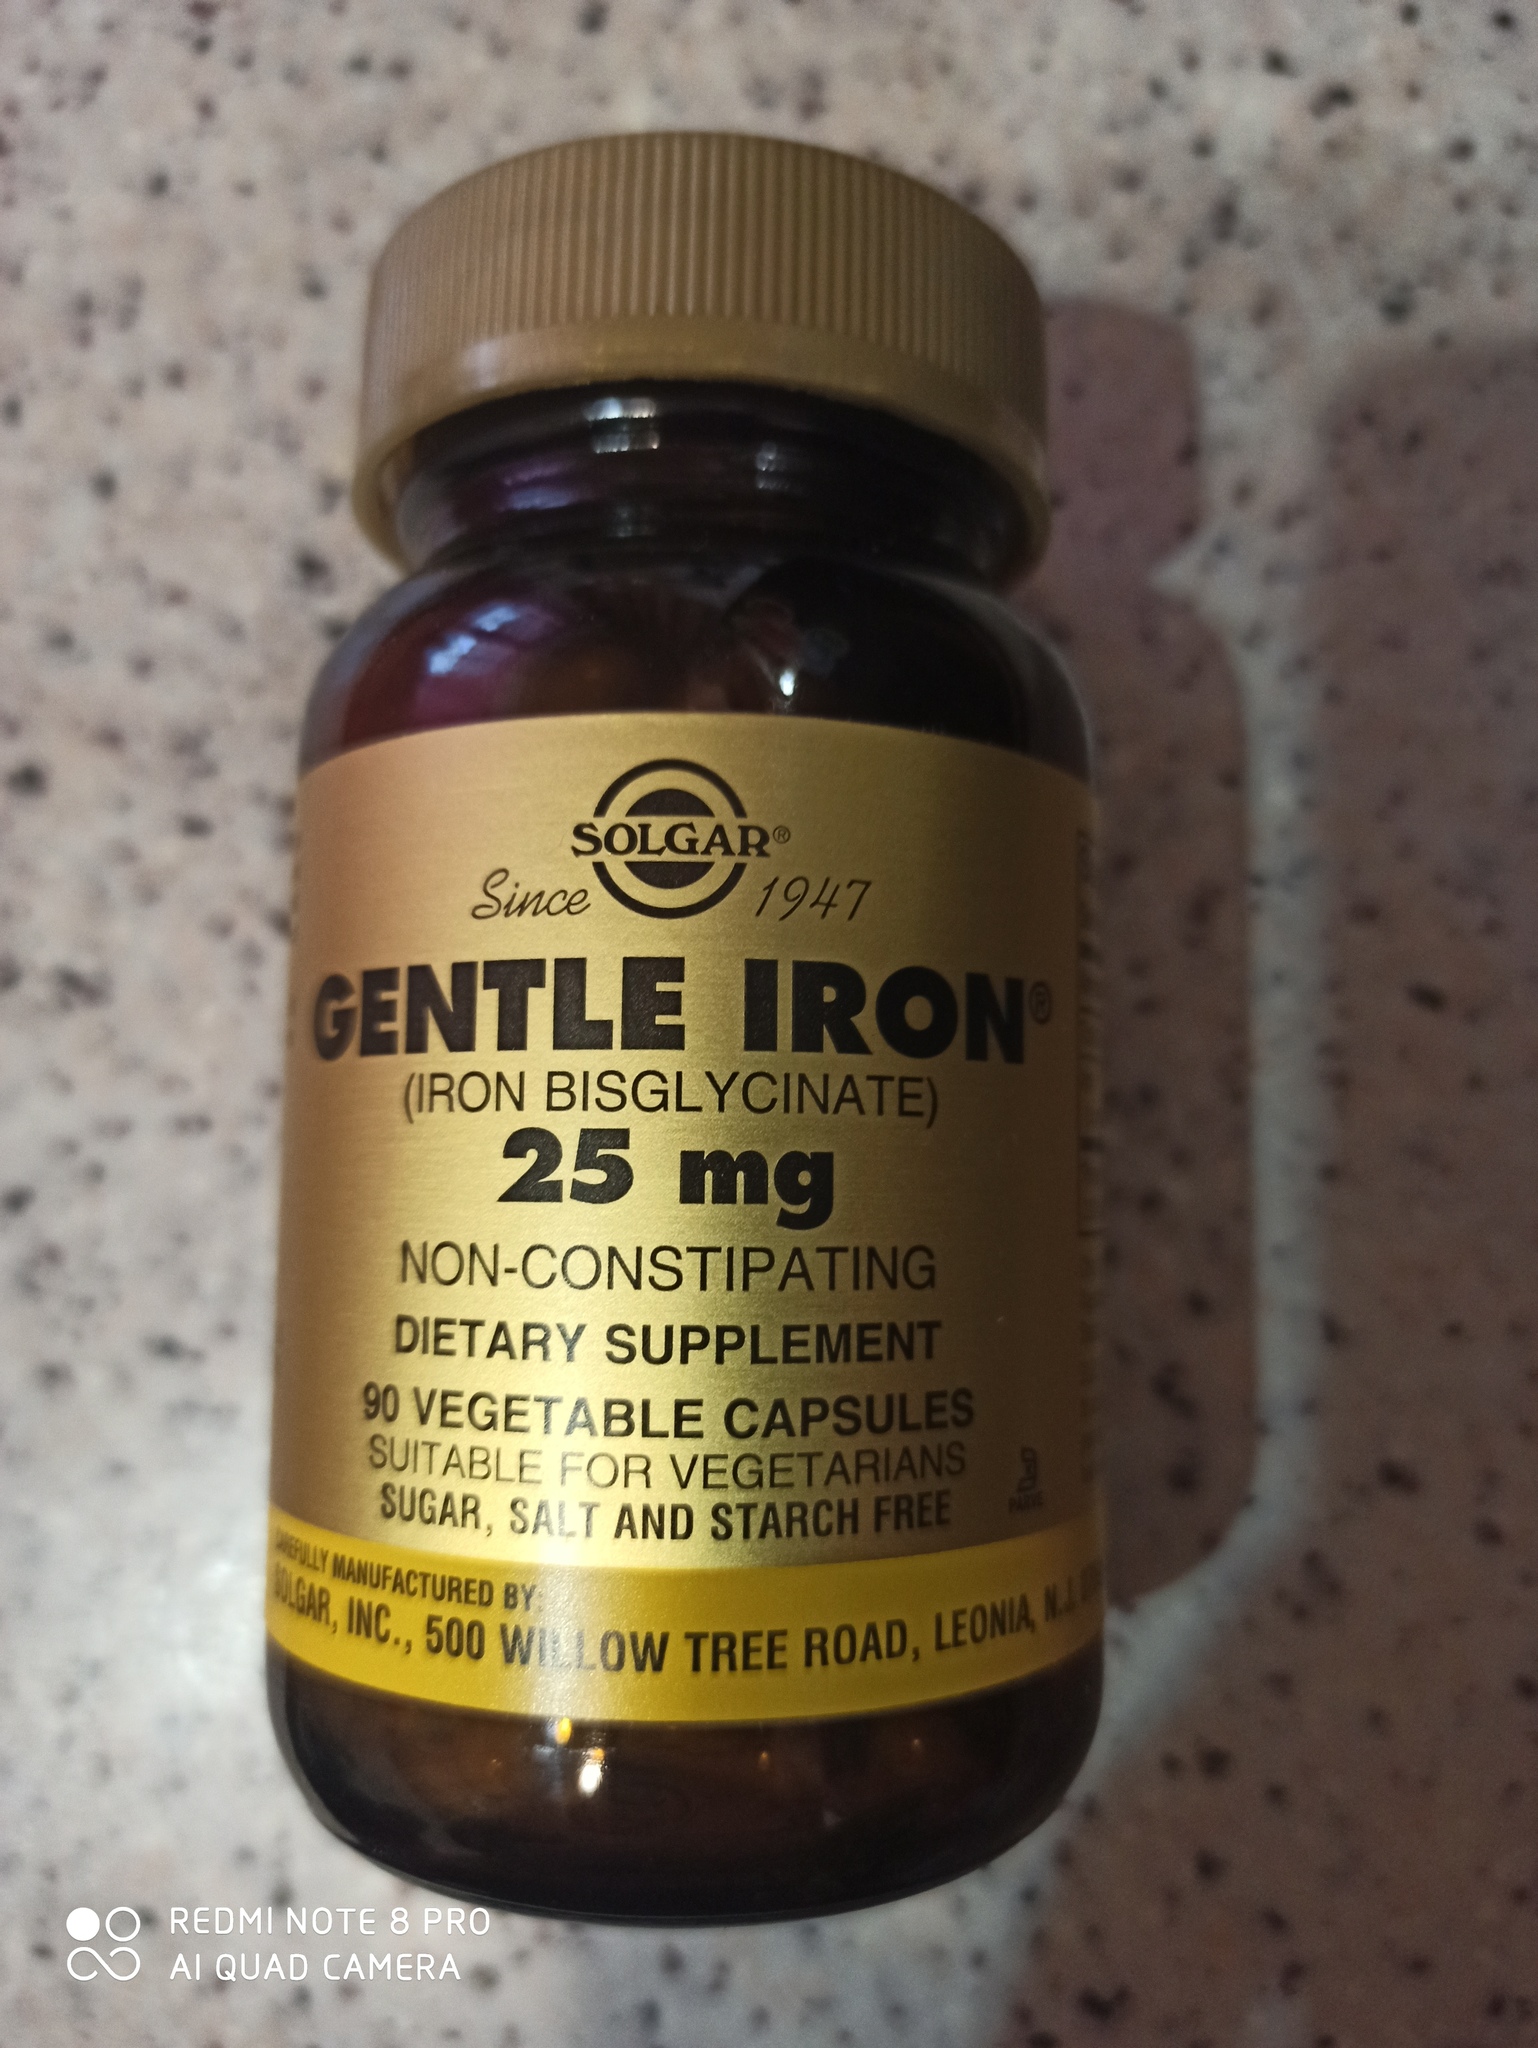 SOLGAR®
Since 1947
GENTLE IRON®
(IRON BISGLYCINATE)
25 mg
NON-CONSTIPATING
DIETARY SUPPLEMENT
90 VEGETABLE CAPSULES
SUITABLE FOR VEGETARIANS
SUGAR, SALT AND STARCH FREE
PARVE
CAREFULLY MANUFACTURED BY:
SOLGAR, INC., 500 WILLOW TREE ROAD, LEONIA, N.J.
REDMI NOTE 8 PRO
AI QUAD CAMERA